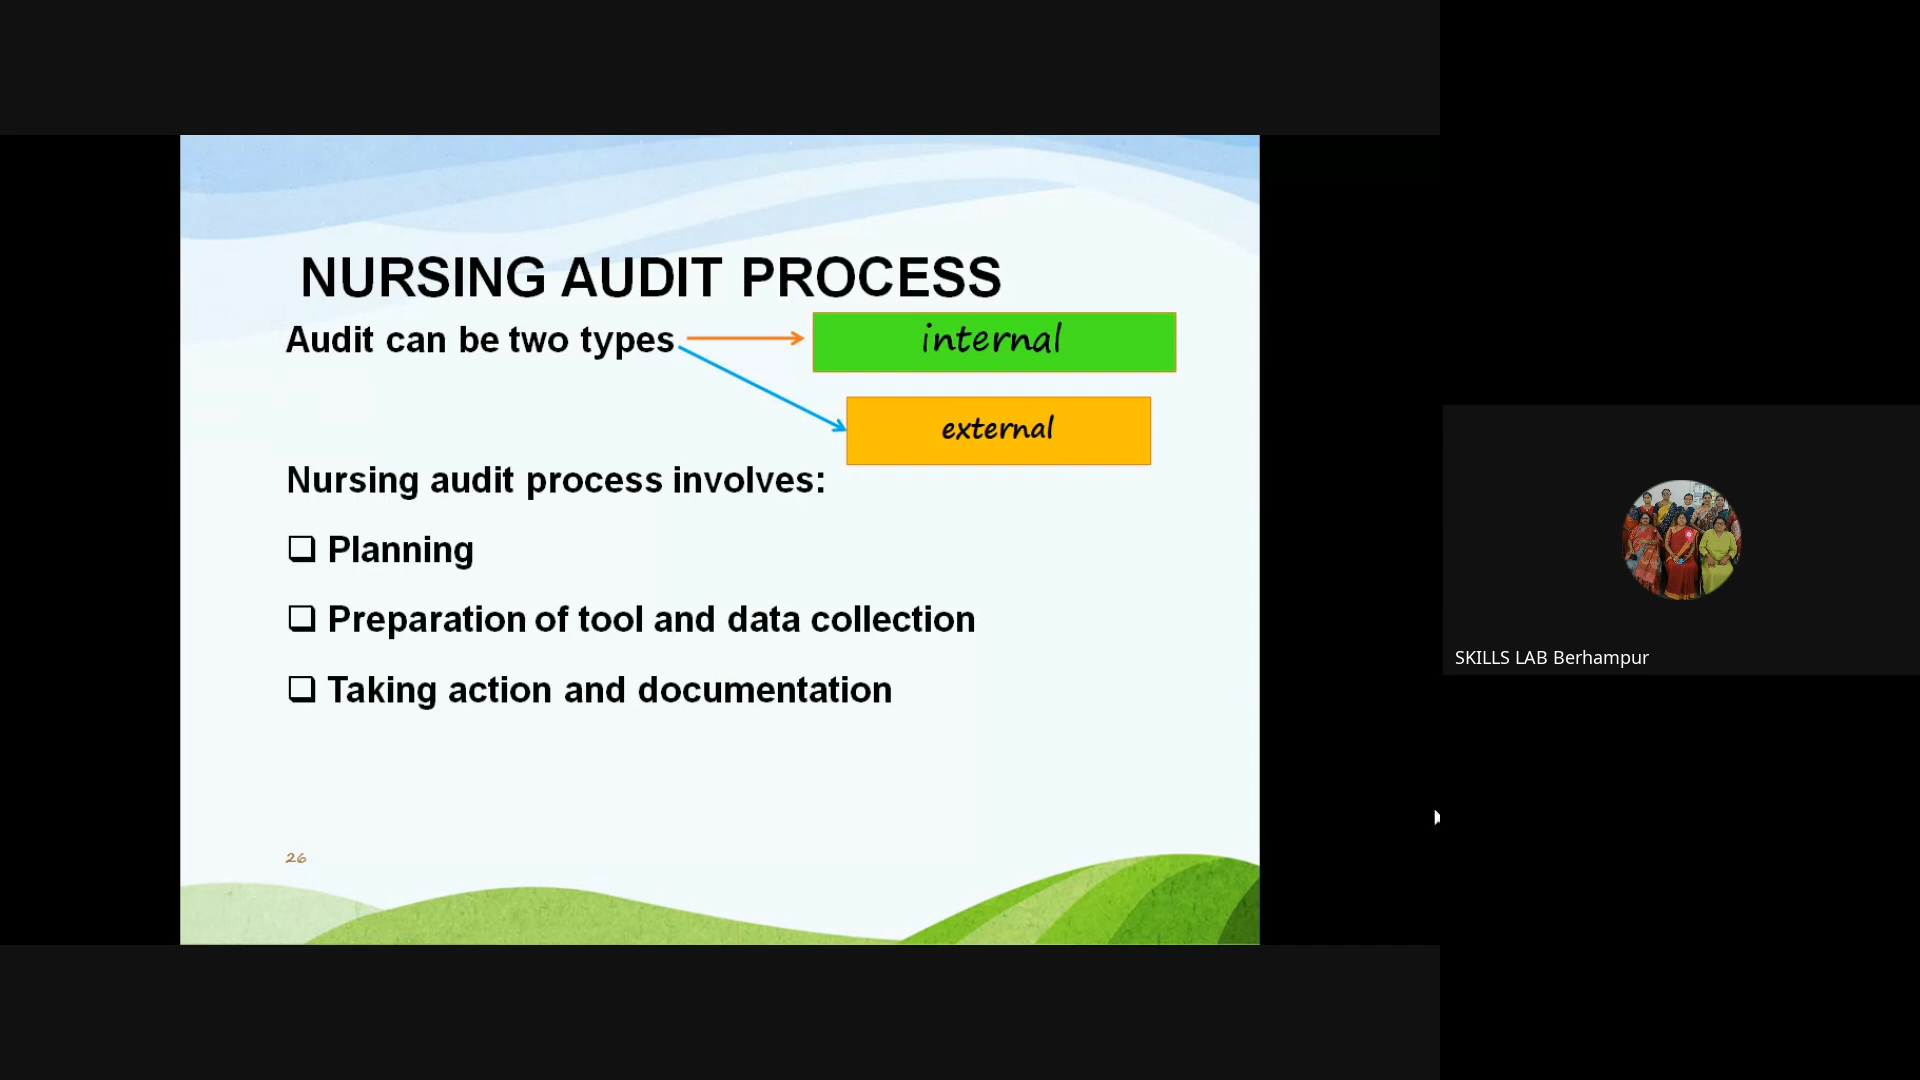 NURSING AUDIT PROCESS
Audit can be two types
internal
external
Nursing audit process involves:
❑ Planning
❑ Preparation of tool and data collection
❑ Taking action and documentation
26
SKILLS LAB Berhampur